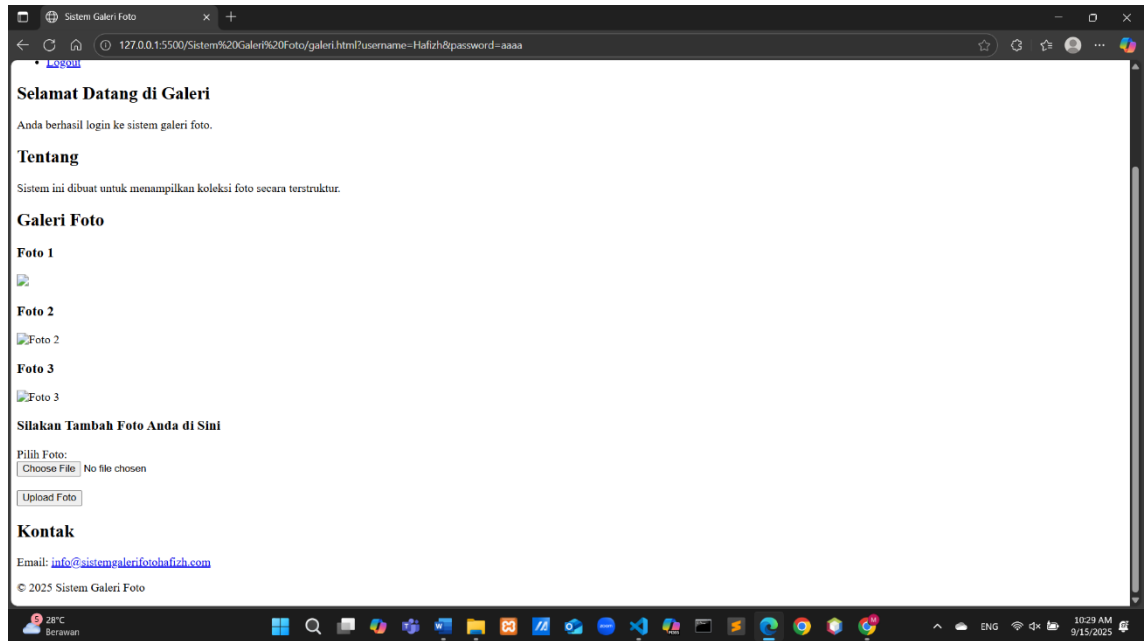 Sistem Galeri Foto
127.0.0.1:5500/Sistem%20Galeri%20Foto/galeri.html?username=Hafizh&password=aaaa
Logout
Selamat Datang di Galeri
Anda berhasil login ke sistem galeri foto.
Tentang
Sistem ini dibuat untuk menampilkan koleksi foto secara terstruktur.
Galeri Foto
Foto 1
Foto 2
Foto 2
Foto 3
Foto 3
Silakan Tambah Foto Anda di Sini
Pilih Foto:
Choose File No file chosen
Upload Foto
Kontak
Email: info@sistemgalerifotohafizh.com
© 2025 Sistem Galeri Foto
5
28°C
Berawan
ENG
10:29 AM
9/15/2025